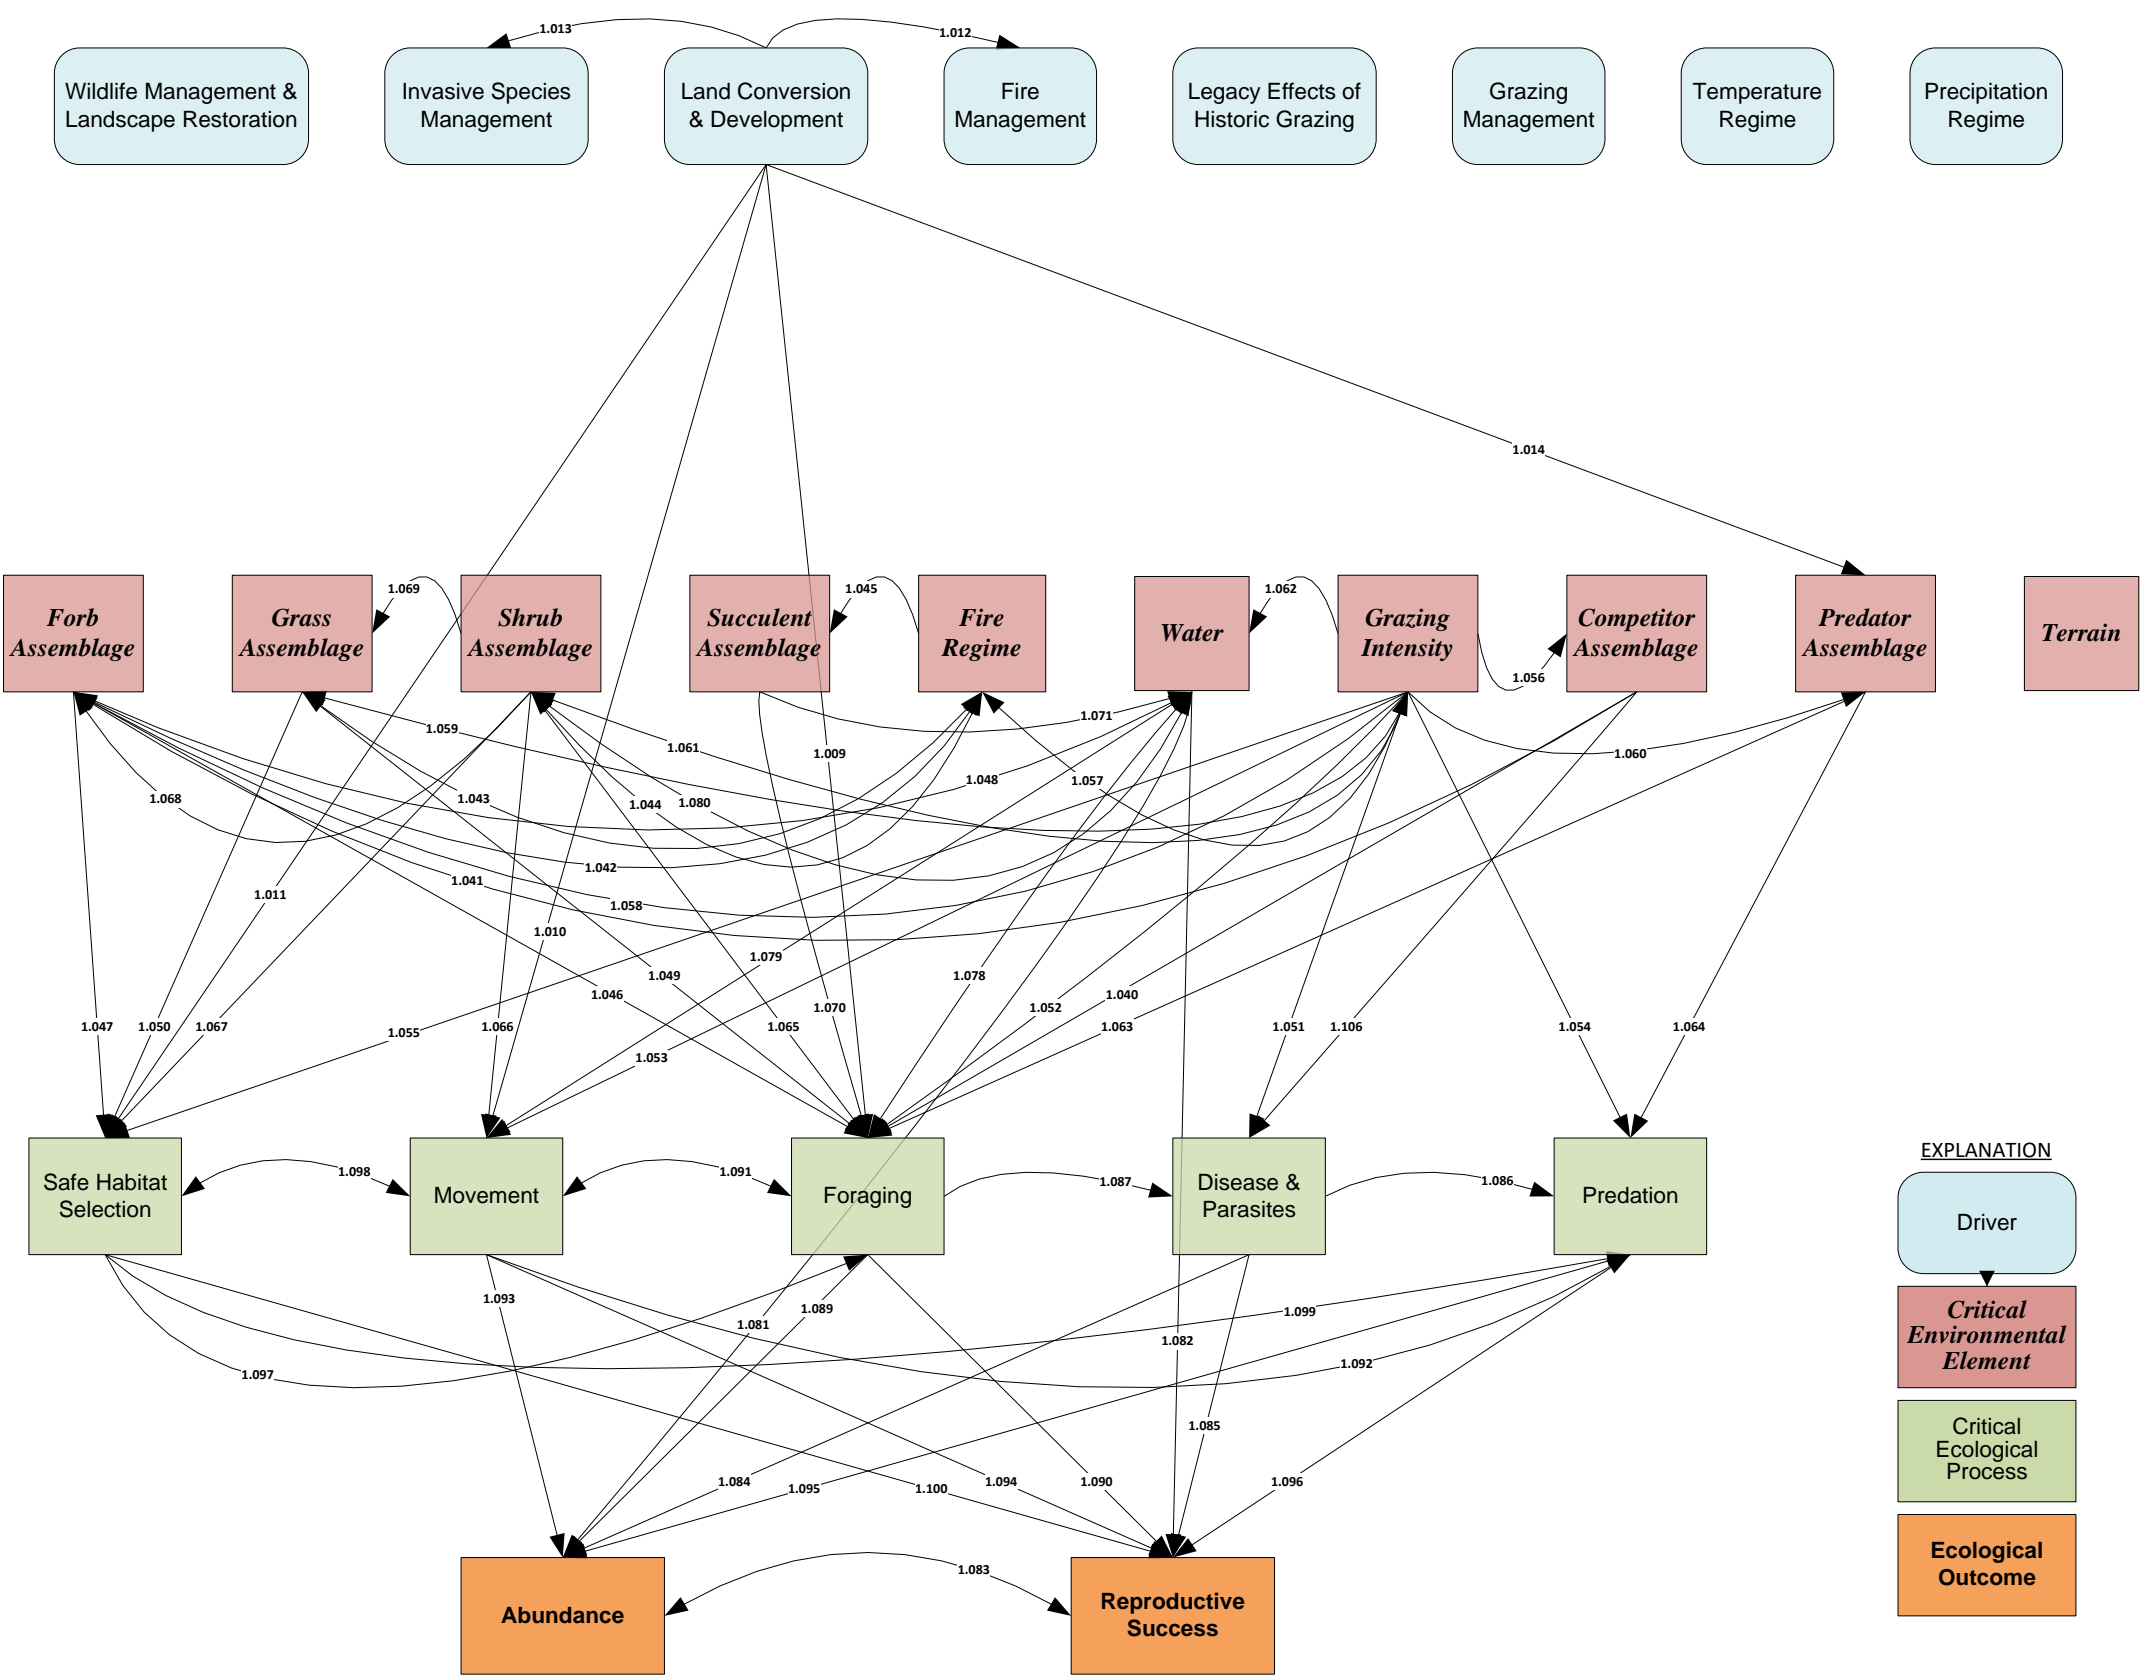 1.013
1.012
Wildlife Management &
Landscape Restoration
Invasive Species
Management
Land Conversion
& Development
Fire
Management
Legacy Effects of
Historic Grazing
Grazing
Management
Temperature
Regime
Precipitation
Regime
1.014
Forb
Assemblage
Grass
Assemblage
1.069
Shrub
Assemblage
Succulent
Assemblage
1.045
Fire
Regime
Water
1.062
Grazing
Intensity
1.056
Competitor
Assemblage
Predator
Assemblage
Terrain
1.059
1.061
1.071
1.009
1.060
1.068
1.043
1.044
1.080
1.048
1.057
1.042
1.041
1.058
1.011
1.010
1.079
1.049
1.078
1.046
1.070
1.052
1.040
1.047
1.050
1.067
1.055
1.066
1.065
1.053
1.063
1.051
1.106
1.054
1.064
Safe Habitat
Selection
1.098
Movement
1.091
Foraging
1.087
Disease &
Parasites
1.086
Predation
1.093
1.089
1.081
1.099
1.082
1.097
1.092
1.085
1.084
1.095
1.100
1.094
1.090
1.096
Abundance
1.083
Reproductive
Success
EXPLANATION
Driver
Critical
Environmental
Element
Critical
Ecological
Process
Ecological
Outcome